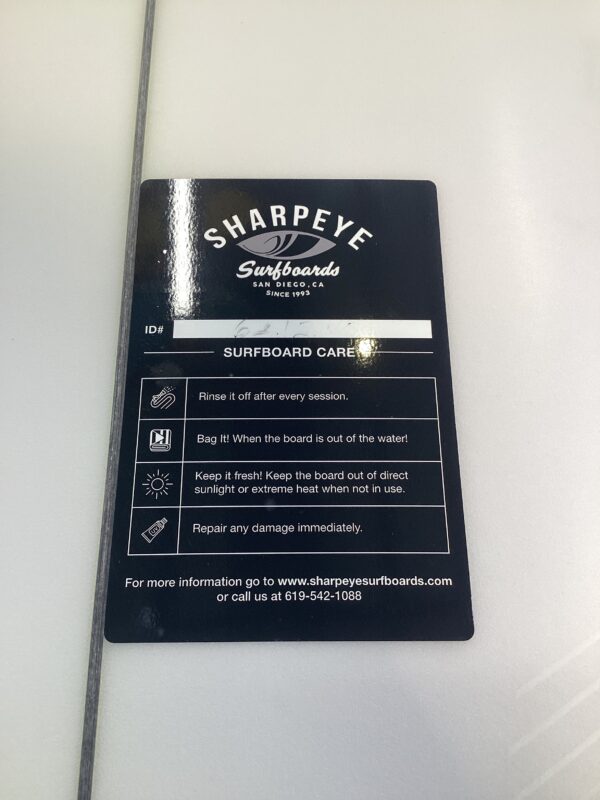 SHARPEYE
Surfboards
SAN DIEGO, CA
SINCE 1993
ID#
SURFBOARD CARE
Rinse it off after every session.
Bag It! When the board is out of the water!
Keep it fresh! Keep the board out of direct
sunlight or extreme heat when not in use.
Repair any damage immediately.
For more information go to www.sharpeyesurfboards.com
or call us at 619-542-1088